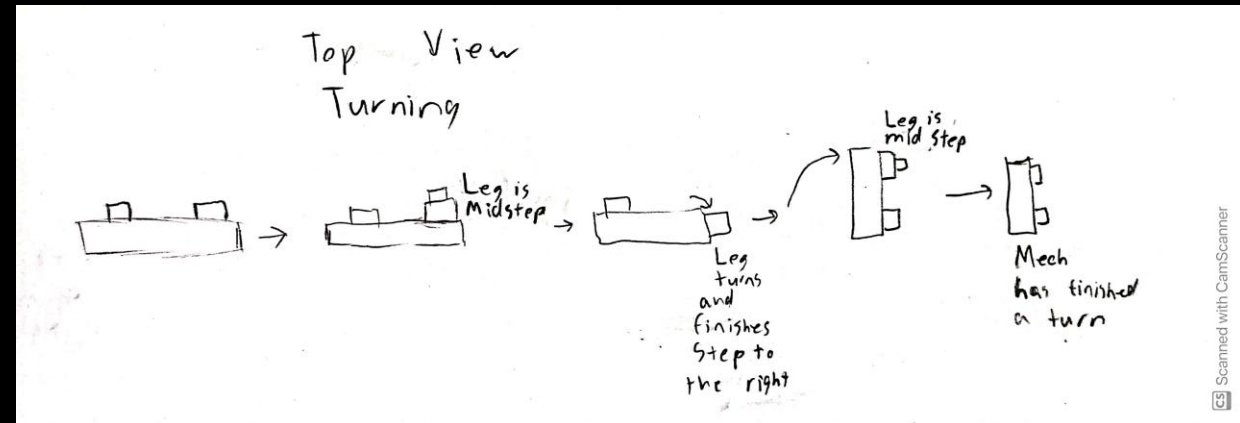 Top View
Turning
Leg is
Midstep
Leg
turns
and
finishes
Step to
the right
Leg is
mid step
Mech
has finished
a turn
CS Scanned with CamScanner